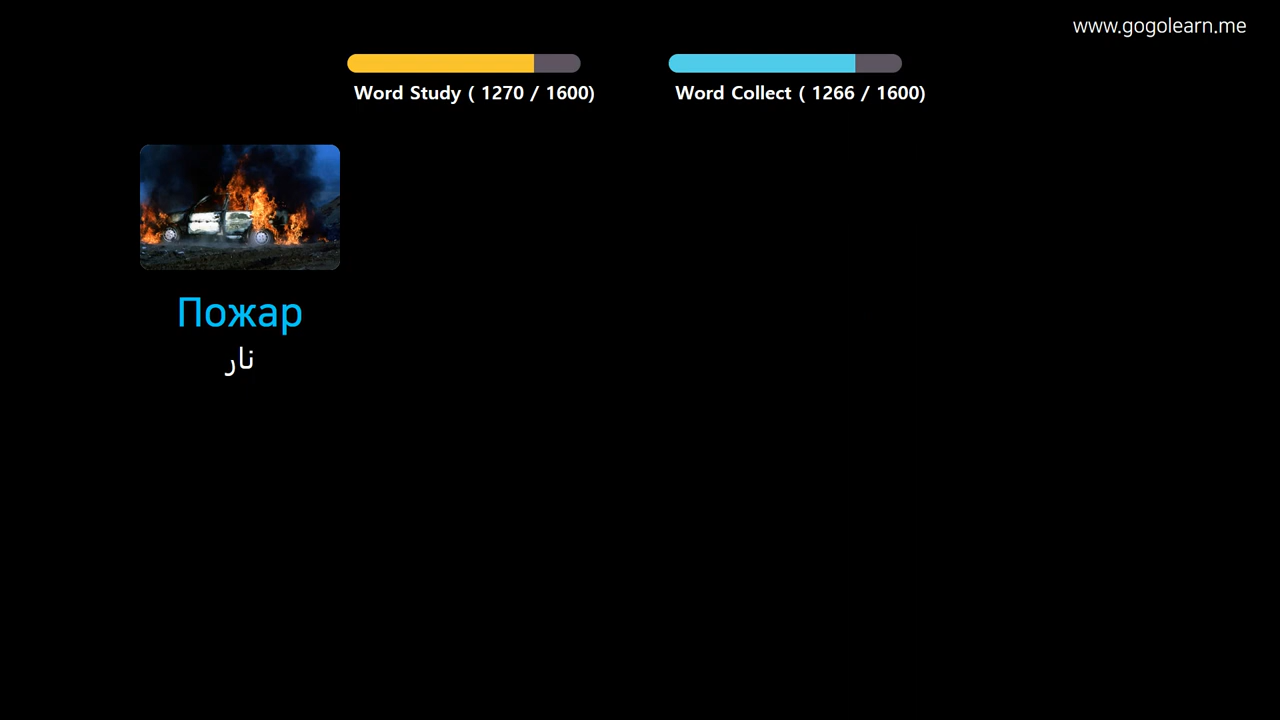 www.gogolearn.me
Word Study ( 1270 / 1600)
Word Collect ( 1266 / 1600)
Пожар
نار